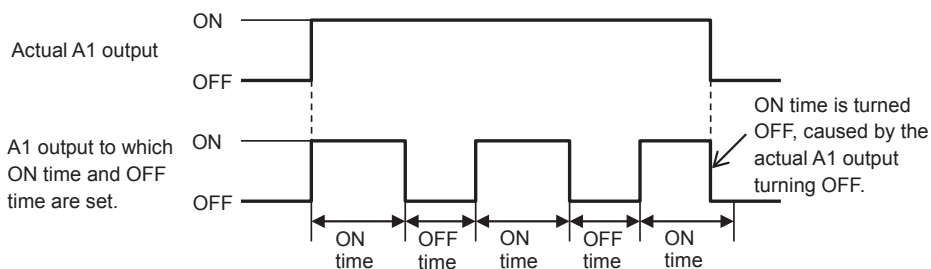 ON
Actual A1 output
OFF
A1 output to which
ON time and OFF
time are set.
ON
OFF
ON time is turned
OFF, caused by the
actual A1 output
turning OFF.
ON
time
OFF
time
ON
time
OFF
time
ON
time